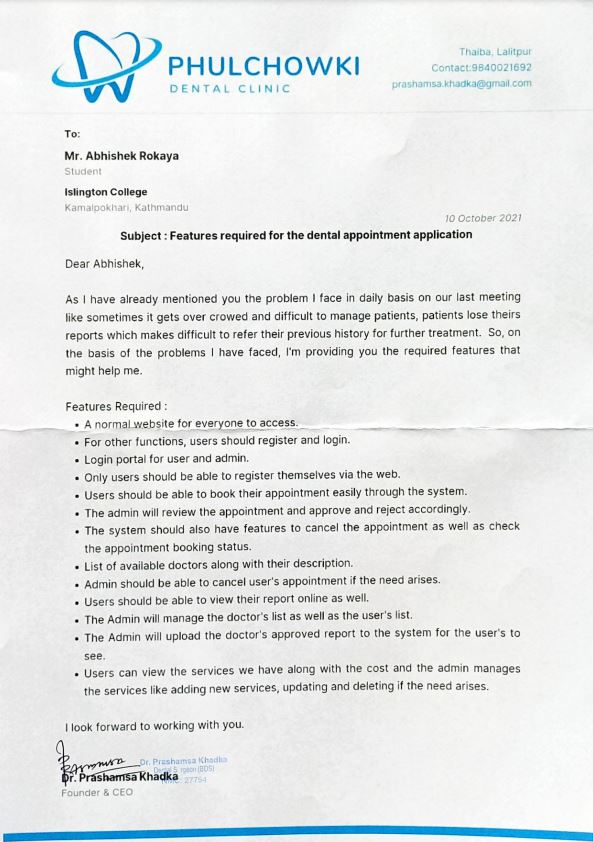 PHULCHOWKI
DENTAL CLINIC
Thaiba, Lalitpur
Contact:9840021692
prashamsa.khadka@gmail.com
To:
Mr. Abhishek Rokaya
Student
Islington College
Kamalpokhari, Kathmandu
10 October 2021
Subject : Features required for the dental appointment application
Dear Abhishek,
As I have already mentioned you the problem I face in daily basis on our last meeting
like sometimes it gets over crowed and difficult to manage patients, patients lose theirs
reports which makes difficult to refer their previous history for further treatment. So, on
the basis of the problems I have faced, I'm providing you the required features that
might help me.
Features Required :
• A normal website for everyone to access.
• For other functions, users should register and login.
• Login portal for user and admin.
• Only users should be able to register themselves via the web.
• Users should be able to book their appointment easily through the system.
• The admin will review the appointment and approve and reject accordingly.
• The system should also have features to cancel the appointment as well as check
the appointment booking status.
• List of available doctors along with their description.
• Admin should be able to cancel user's appointment if the need arises.
• Users should be able to view their report online as well.
• The Admin will manage the doctor's list as well as the user's list.
• The Admin will upload the doctor's approved report to the system for the user's to
see.
• Users can view the services we have along with the cost and the admin manages
the services like adding new services, updating and deleting if the need arises.
I look forward to working with you.
Dr. Prashamsa Khadka
(BDS)
27754
Dr. Prashamsa Khadka
Founder & CEO